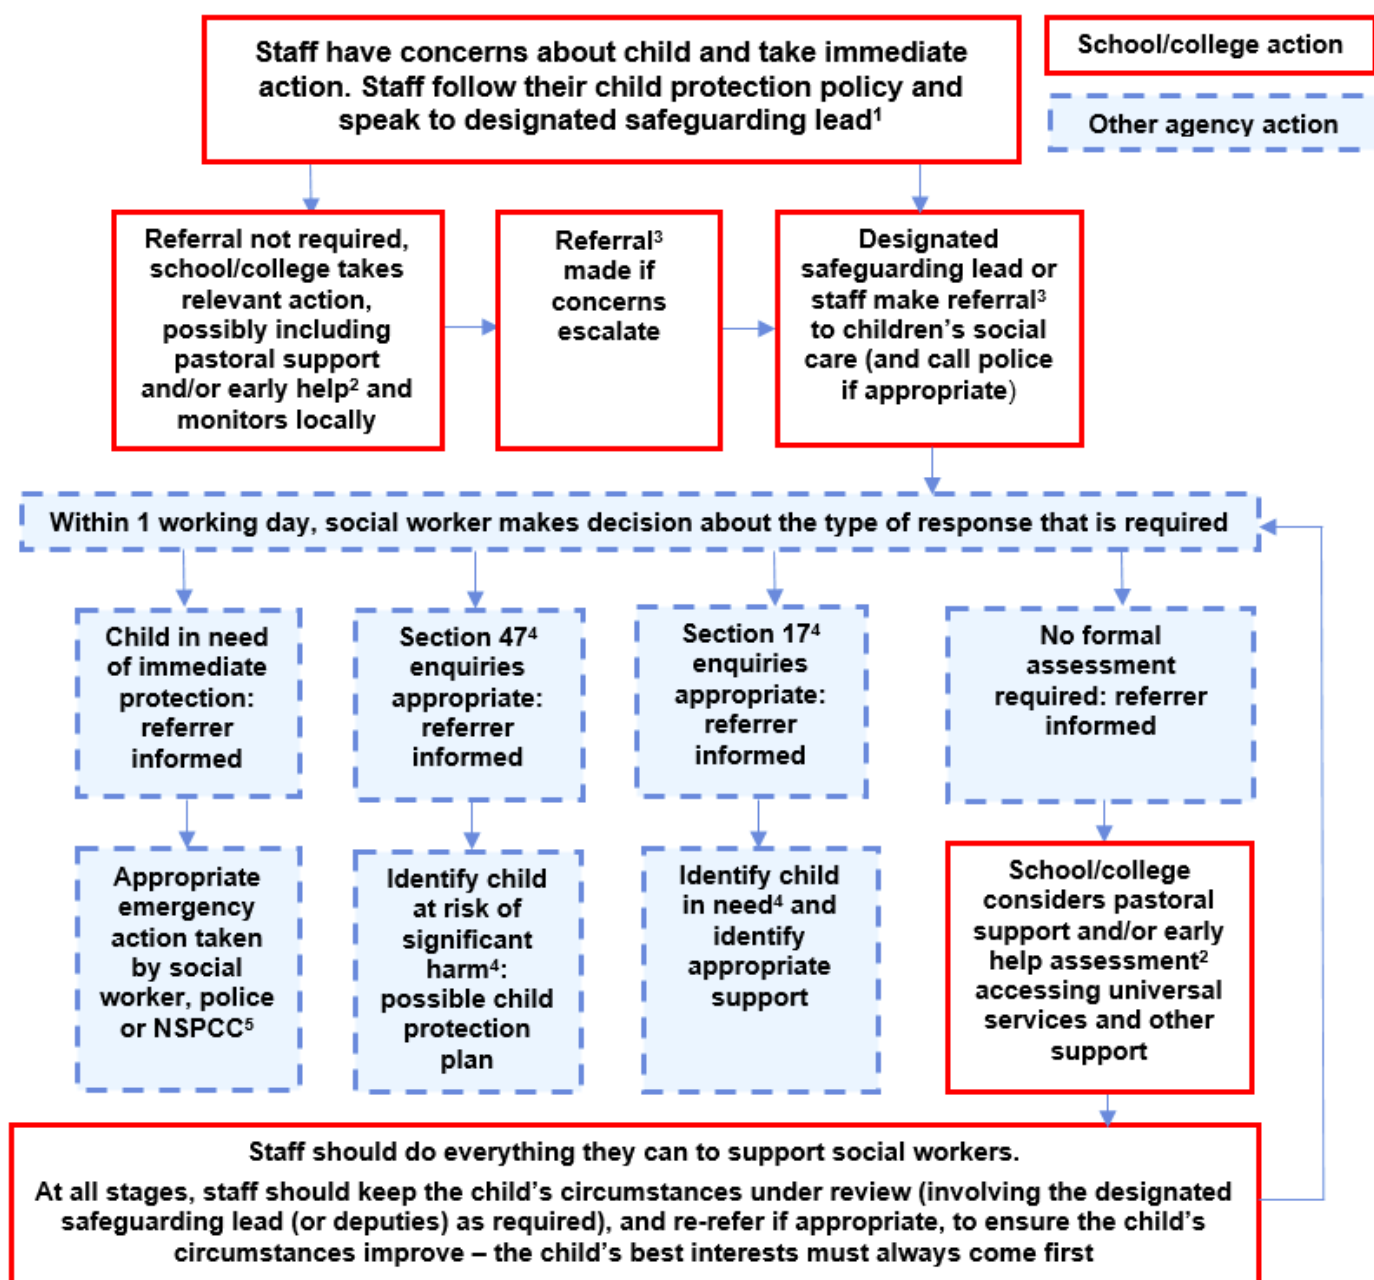 Staff have concerns about child and take immediate
action. Staff follow their child protection policy and
speak to designated safeguarding lead¹
School/college action
Other agency action
Referral not required,
school/college takes
relevant action,
possibly including
pastoral support
and/or early help² and
monitors locally
Referral³
made if
concerns
escalate
Designated
safeguarding lead or
staff make referral³
to children’s social
care (and call police
if appropriate)
Within 1 working day, social worker makes decision about the type of response that is required
Child in need
of immediate
protection:
referrer
informed
Section 47⁴
enquiries
appropriate:
referrer
informed
Section 17⁴
enquiries
appropriate:
referrer
informed
No formal
assessment
required: referrer
informed
Appropriate
emergency
action taken
by social
worker, police
or NSPCC⁵
Identify child
at risk of
significant
harm⁴:
possible child
protection
plan
Identify child
in need⁴ and
identify
appropriate
support
School/college
considers pastoral
support and/or early
help assessment²
accessing universal
services and other
support
Staff should do everything they can to support social workers.
At all stages, staff should keep the child’s circumstances under review (involving the designated
safeguarding lead (or deputies) as required), and re-refer if appropriate, to ensure the child’s
circumstances improve – the child’s best interests must always come first